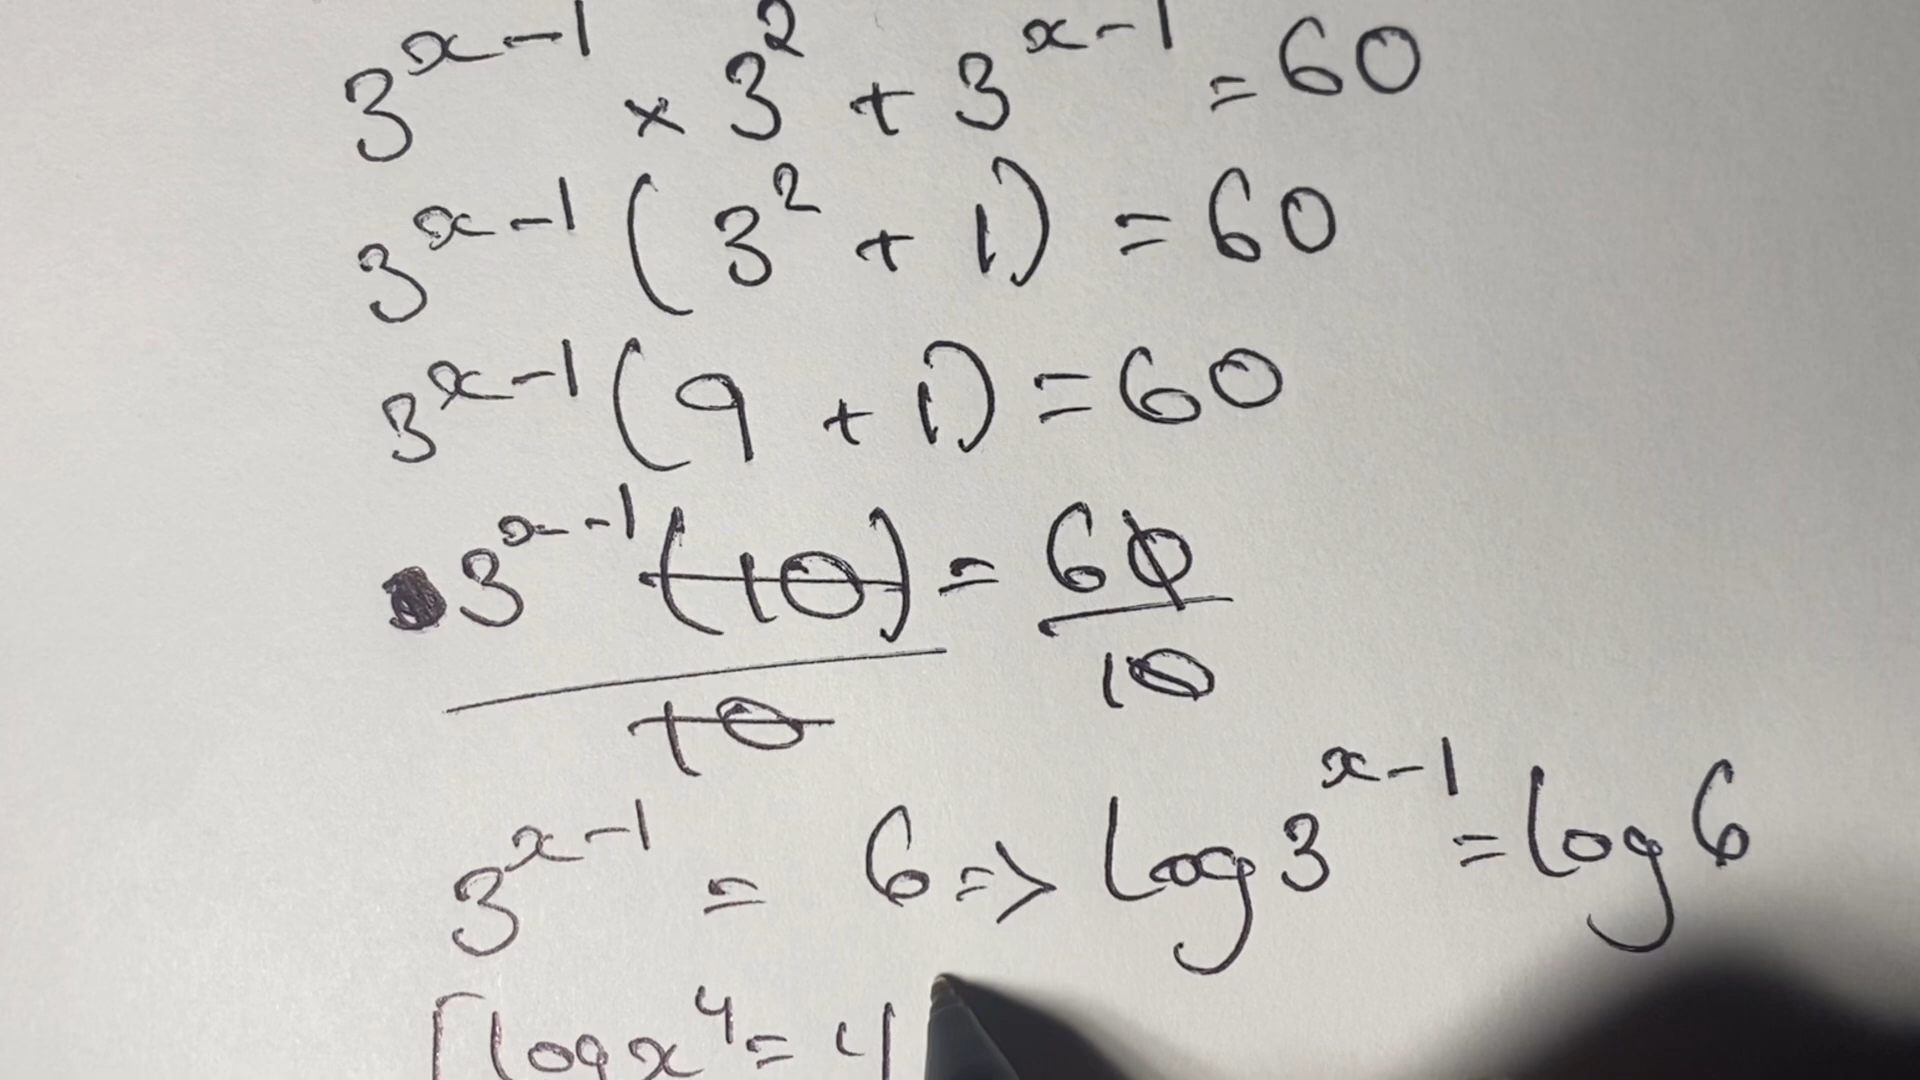 3^{x-1} × 3^2 + 3^{x-1} = 60
3^{x-1} (3^2 + 1) = 60
3^{x-1} (9 + 1) = 60
3^{x-1} (10) = 60
10 10
3^{x-1} = 6 => log 3^{x-1} = log 6
[log x^4 = 4